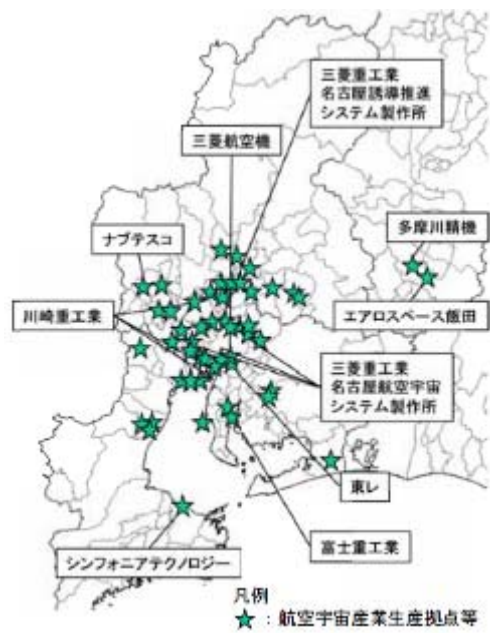 三菱重工業
名古屋誘導推進
システム製作所
三菱航空機
多摩川精機
ナブテスコ
エアロスペース飯田
川崎重工業
三菱重工業
名古屋航空宇宙
システム製作所
東レ
富士重工業
シンフォニアテクノロジー
凡例
★：航空宇宙産業生産拠点等